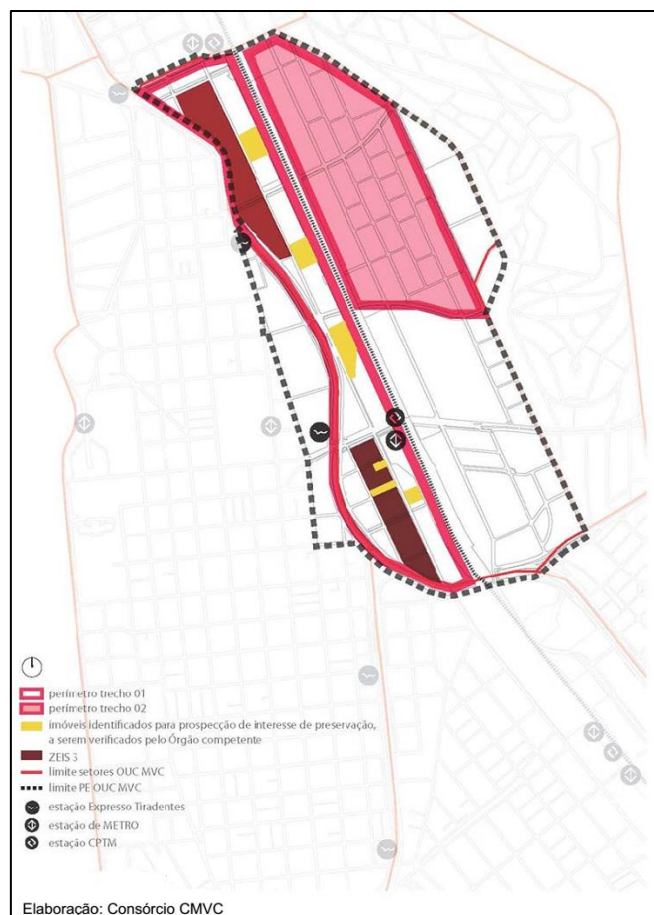 perímetro trecho 01
perímetro trecho 02
imóveis identificados para prospecção de interesse de preservação,
a serem verificados pelo Órgão competente
ZEIS 3
limite setores OUC MVC
limite PE OUC MVC
estação Expresso Tiradentes
estação de METRO
estação CPTM
Elaboração: Consórcio CMVC